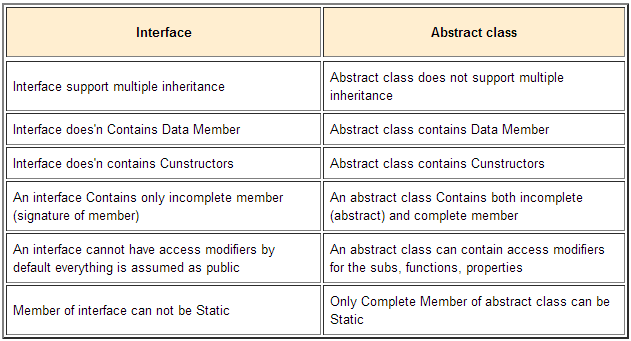 Interface
Abstract class
Interface support multiple inheritance
Abstract class does not support multiple
inheritance
Interface does'n Contains Data Member
Abstract class contains Data Member
Interface does'n contains Cunstructors
Abstract class contains Cunstructors
An interface Contains only incomplete member
(signature of member)
An abstract class Contains both incomplete
(abstract) and complete member
An interface cannot have access modifiers by
default everything is assumed as public
An abstract class can contain access modifiers
for the subs, functions, properties
Member of interface can not be Static
Only Complete Member of abstract class can be
Static